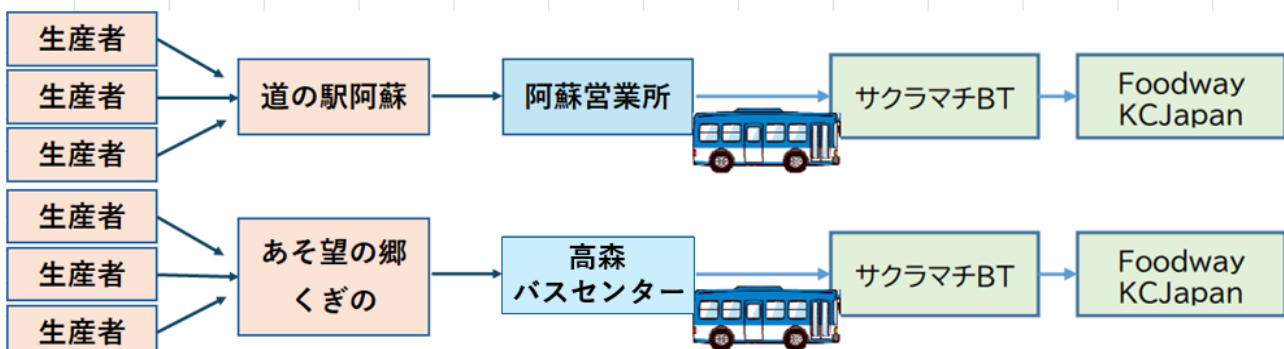 生産者
生産者
生産者
道の駅阿蘇
阿蘇営業所
サクラマチBT
Foodway
KCJapan
生産者
生産者
生産者
あそ望の郷
くぎの
高森
バスセンター
サクラマチBT
Foodway
KCJapan